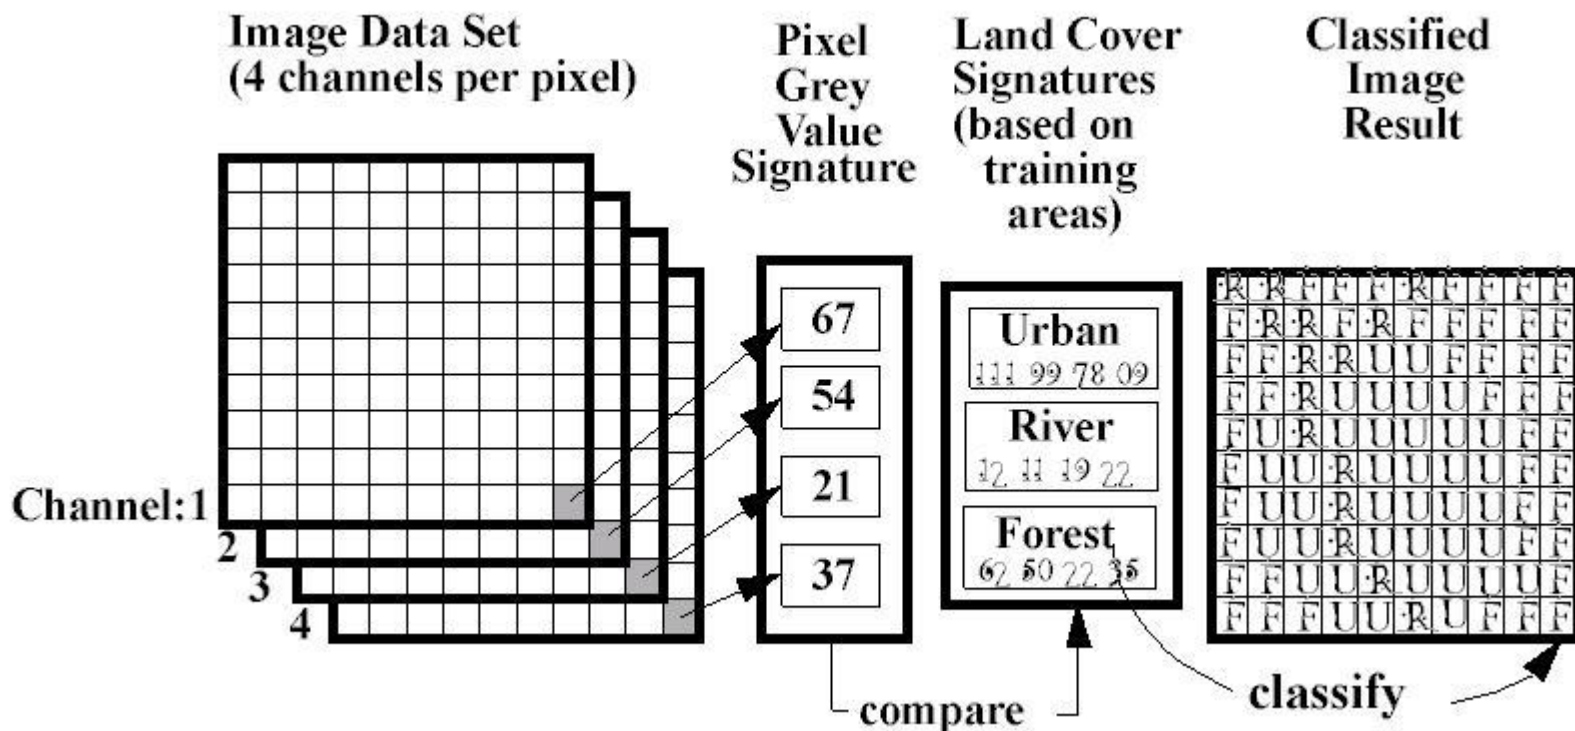 Image Data Set
(4 channels per pixel)
Pixel
Grey
Value
Signature
Land Cover
Signatures
(based on
training
areas)
Classified
Image
Result
Channel:1
2
3
4
67
54
21
37
Urban
111 99 78 09
River
12 11 19 22
Forest
62 50 22 36
R R F F F R F F F F
F R R F R F F F F F
F F R R U U F F F F
F F R U U U U F F F
F U R U U U U U F F
F U U R U U U U F F
F U U R U U U U F F
F U U R U U U U F F
F F U U R U U U U F
F F F U U R U F F F
compare
classify